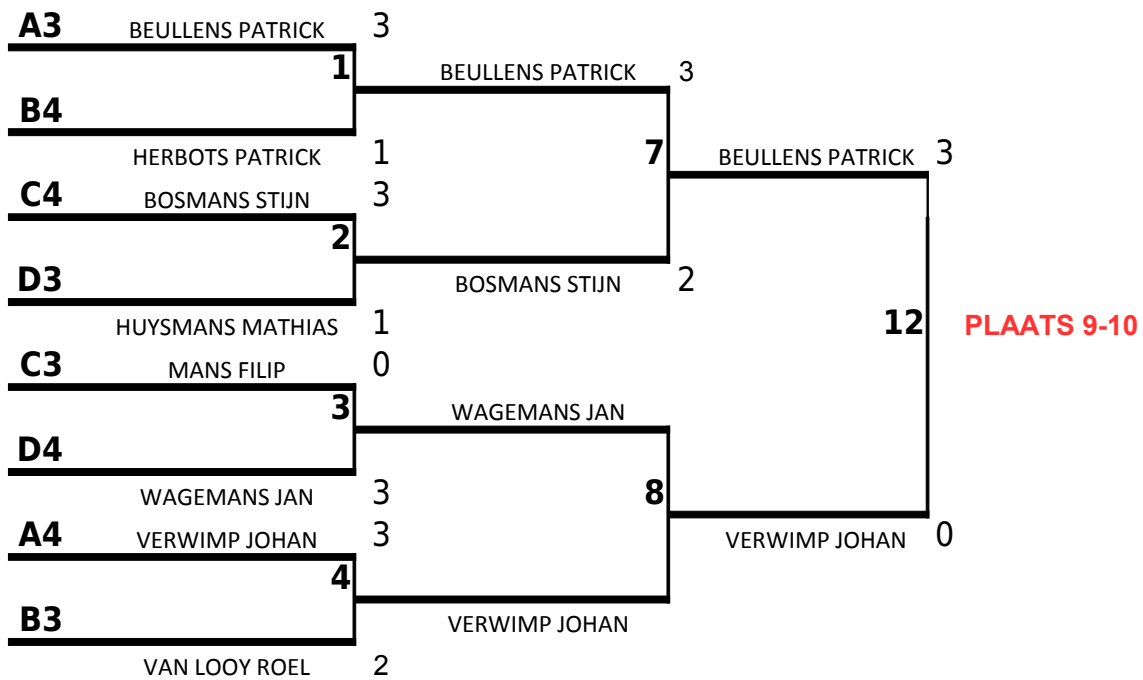 A3 BEULLENS PATRICK 3
1 BEULLENS PATRICK 3
B4
HERBOTS PATRICK 1 7 BEULLENS PATRICK 3
C4 BOSMANS STIJN 3
2
D3 BOSMANS STIJN 2
HUYSMANS MATHIAS 1 12 PLAATS 9-10
C3 MANS FILIP 0
3 WAGEMANS JAN
D4
WAGEMANS JAN 3 8
A4 VERWIMP JOHAN 3 VERWIMP JOHAN 0
4
B3 VERWIMP JOHAN
VAN LOOY ROEL 2